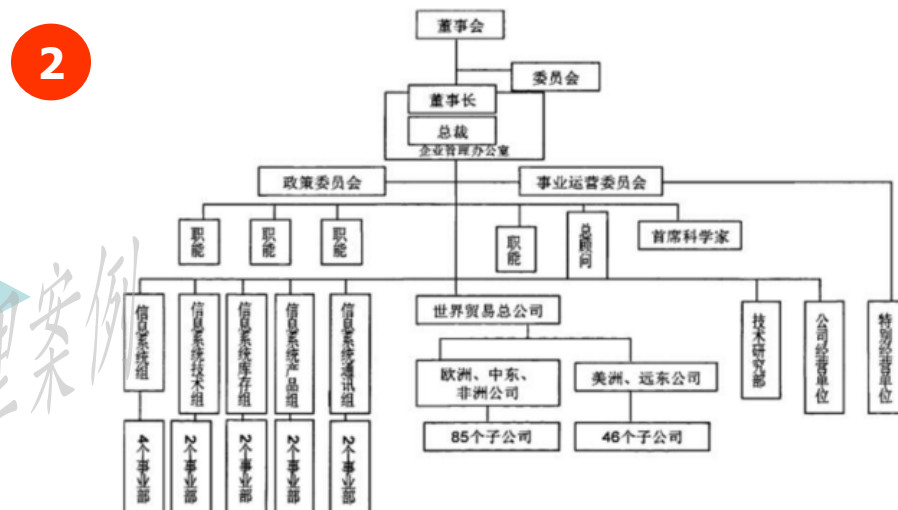 2
董事会
委员会
董事长
总裁
企业管理办公室
政策委员会
事业运营委员会
职能
职能
职能
职能
总顾问
首席科学家
信息系统组
信息系统技术组
信息系统库存组
信息系统产品组
信息系统通讯组
世界贸易总公司
技术研究部
公司经营单位
特别经营单位
欧洲、中东、
非洲公司
美洲、远东公司
4个事业部
2个事业部
2个事业部
2个事业部
2个事业部
85个子公司
46个子公司
案例